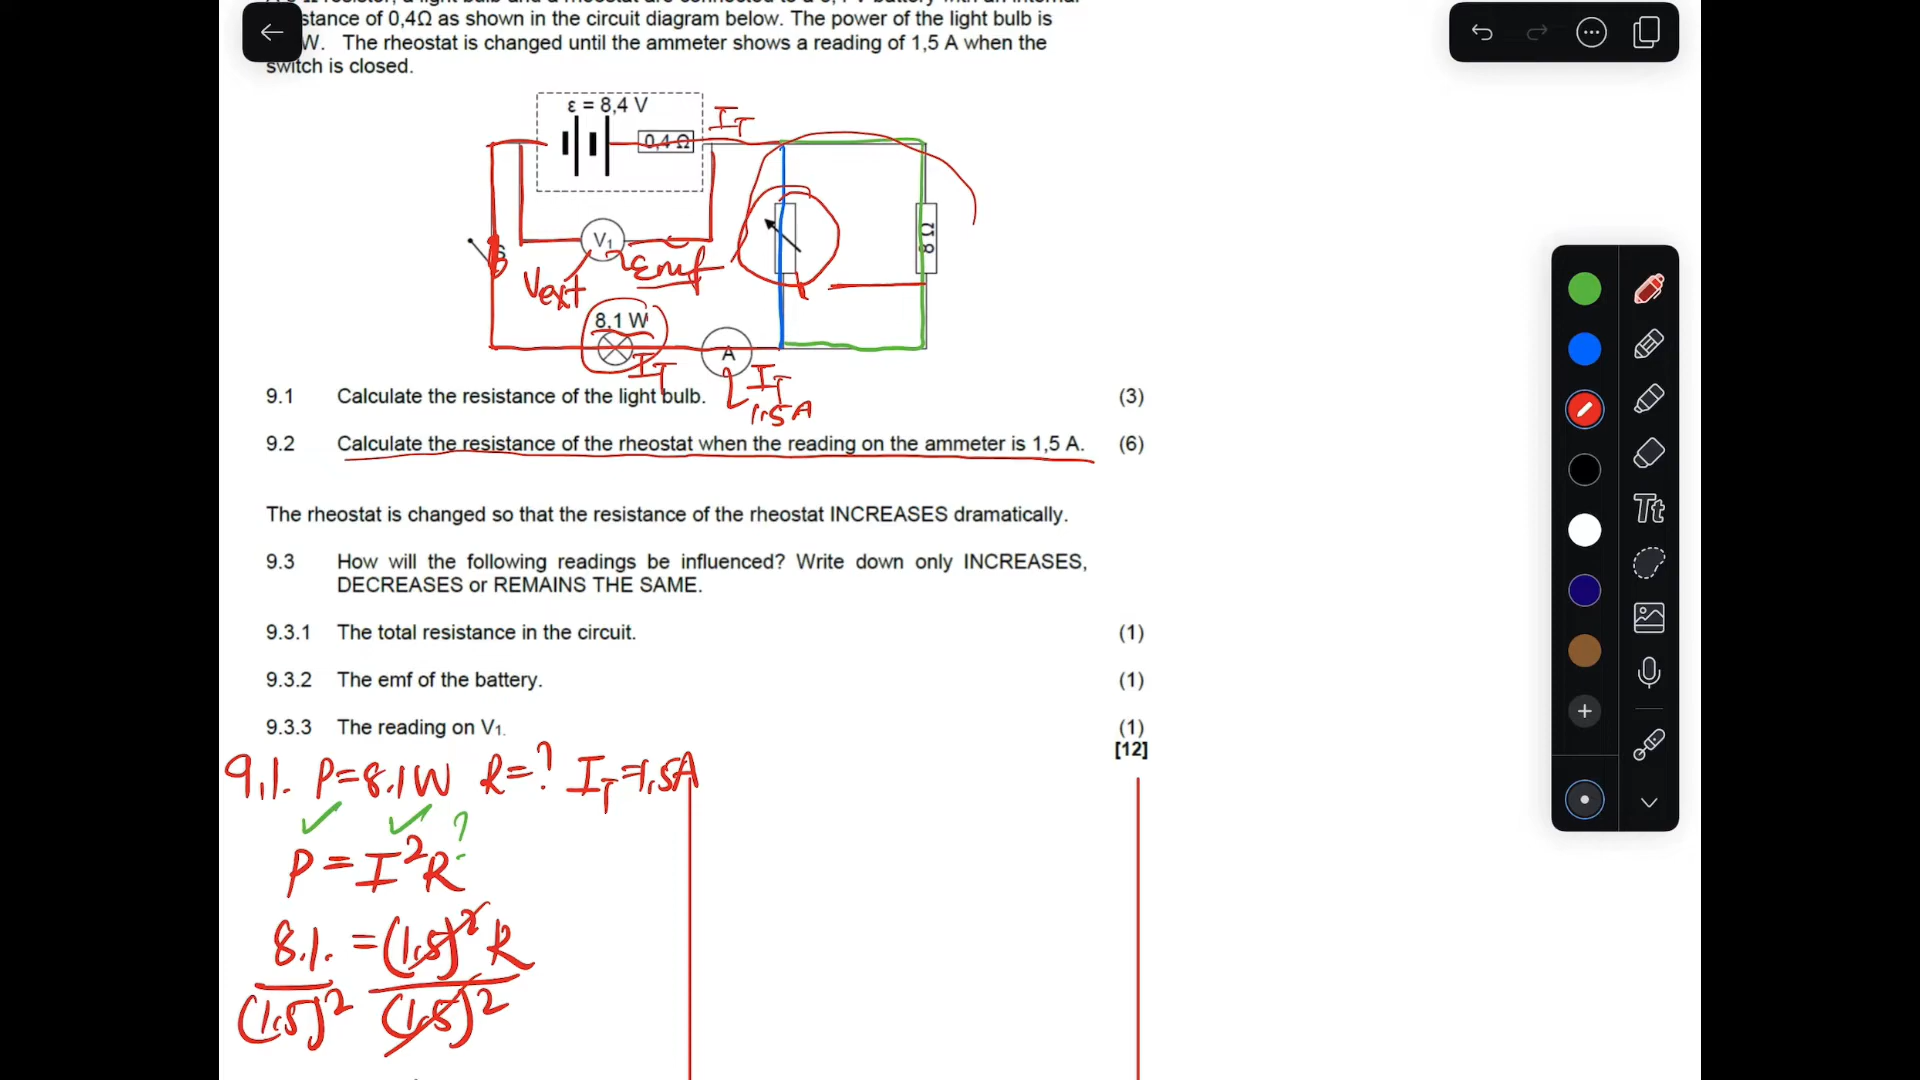 stance of 0,4Ω as shown in the circuit diagram below. The power of the light bulb is
W. The rheostat is changed until the ammeter shows a reading of 1,5 A when the
switch is closed.
ε = 8,4 V
I_T
0,4 Ω
V₁
S
8 Ω
Vext
Emf
8,1 W
A
I_T
I_T
1.5A
9.1 Calculate the resistance of the light bulb. (3)
9.2 Calculate the resistance of the rheostat when the reading on the ammeter is 1,5 A. (6)
The rheostat is changed so that the resistance of the rheostat INCREASES dramatically.
9.3 How will the following readings be influenced? Write down only INCREASES,
DECREASES or REMAINS THE SAME.
9.3.1 The total resistance in the circuit. (1)
9.3.2 The emf of the battery. (1)
9.3.3 The reading on V₁. (1)
[12]
9.1. P=8.1W R=? I_T=1.5A
?
P=I²R
8.1. =(1.5)²R
(1.5)² (1.5)²
Tt